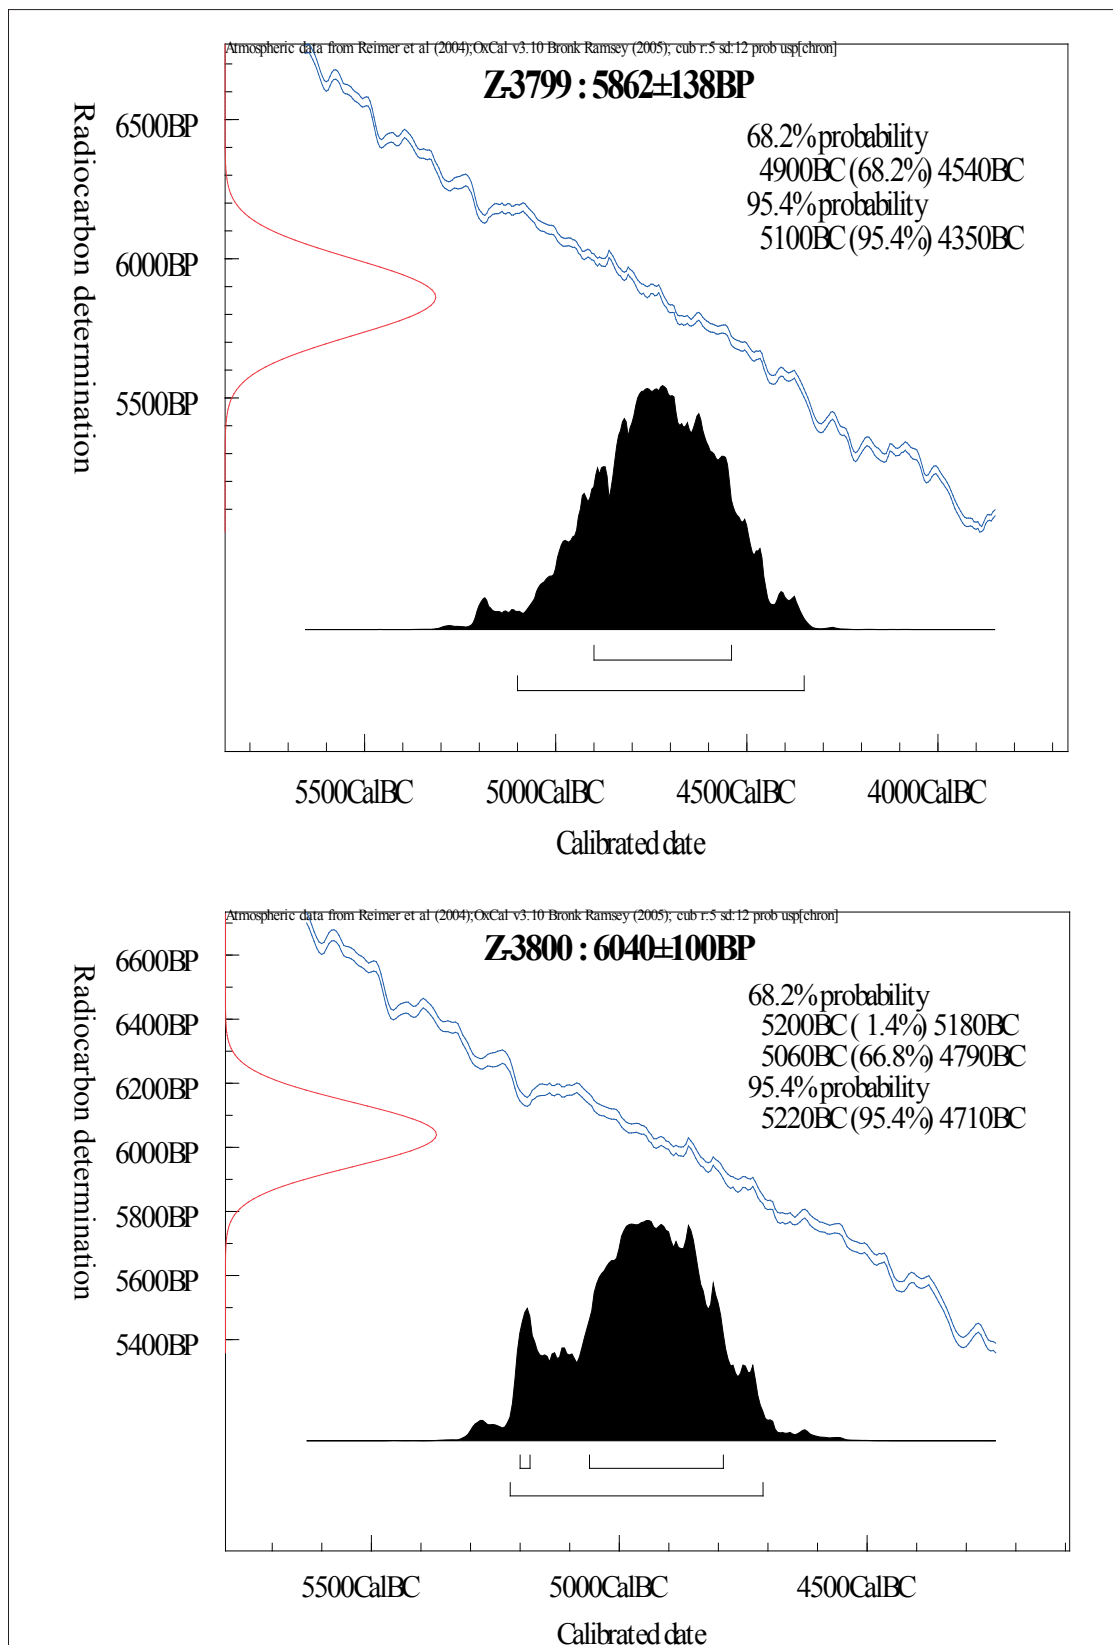 Atmospheric data from Reimer et al (2004);OxCal v3.10 Bronk Ramsey (2005); cub r:5 sd:12 prob usp[chron]
Z-3799 : 5862±138BP
68.2% probability
4900BC (68.2%) 4540BC
95.4% probability
5100BC (95.4%) 4350BC
Radiocarbon determination
6500BP
6000BP
5500BP
5500CalBC 5000CalBC 4500CalBC 4000CalBC
Calibrated date
Atmospheric data from Reimer et al (2004);OxCal v3.10 Bronk Ramsey (2005); cub r:5 sd:12 prob usp[chron]
Z-3800 : 6040±100BP
68.2% probability
5200BC ( 1.4%) 5180BC
5060BC (66.8%) 4790BC
95.4% probability
5220BC (95.4%) 4710BC
Radiocarbon determination
6600BP
6400BP
6200BP
6000BP
5800BP
5600BP
5400BP
5500CalBC 5000CalBC 4500CalBC
Calibrated date